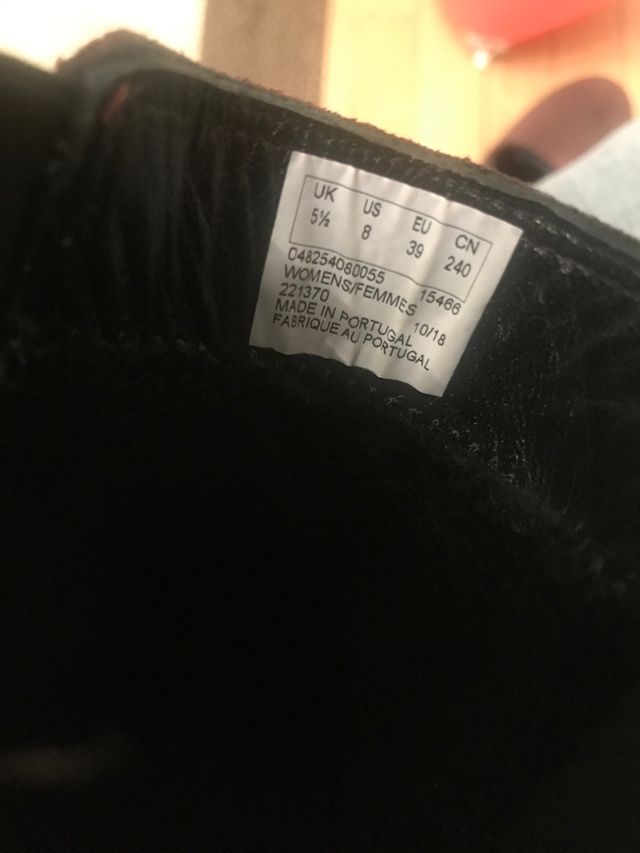 UK US EU CN
5½ 8 39 240
048254060055 15466
WOMENS/FEMMES
221370 10/18
MADE IN PORTUGAL
FABRIQUE AU PORTUGAL